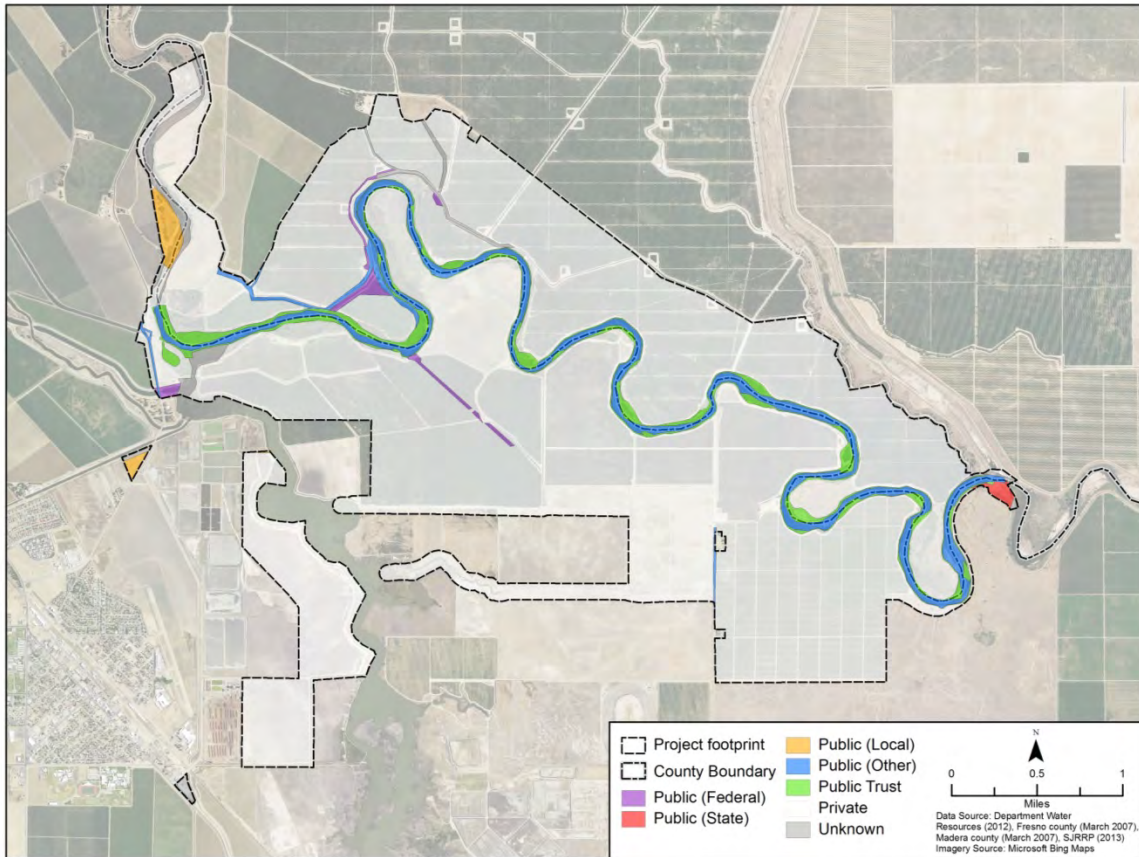 Project footprint
County Boundary
Public (Federal)
Public (State)
Public (Local)
Public (Other)
Public Trust
Private
Unknown
N
0 0.5 1
Miles
Data Source: Department Water
Resources (2012), Fresno county (March 2007),
Madera county (March 2007), SJRRP (2013)
Imagery Source: Microsoft Bing Maps